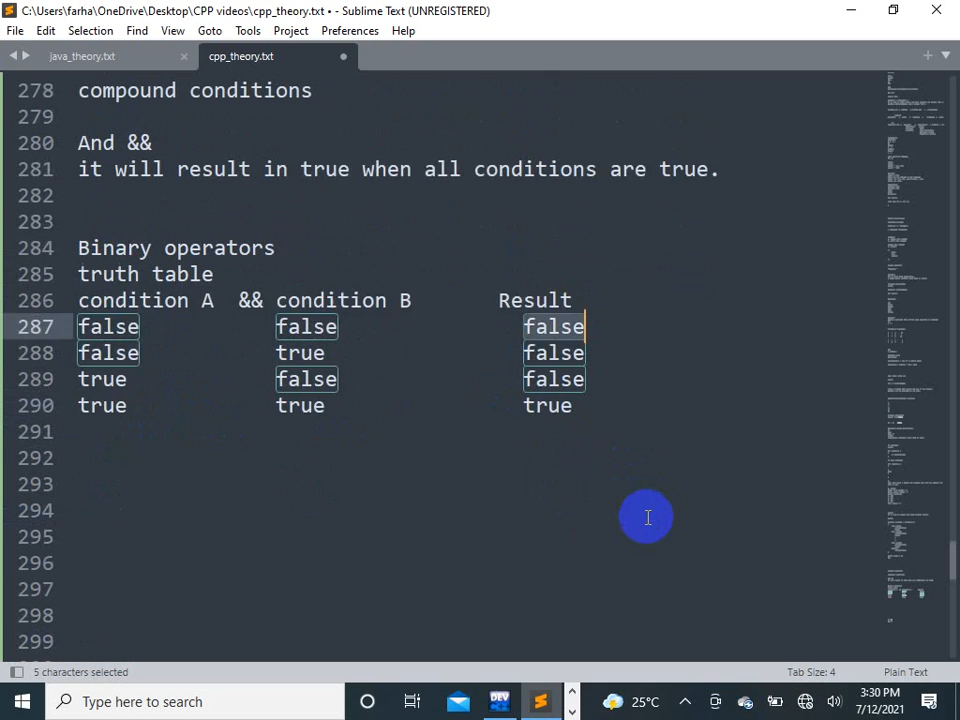 C:\Users\farha\OneDrive\Desktop\CPP videos\cpp_theory.txt • - Sublime Text (UNREGISTERED)
File Edit Selection Find View Goto Tools Project Preferences Help
java_theory.txt cpp_theory.txt
278 compound conditions
279
280 And &&
281 it will result in true when all conditions are true.
282
283
284 Binary operators
285 truth table
286 condition A && condition B Result
287 false false false
288 false true false
289 true false false
290 true true true
291
292
293
294
295
296
297
298
299
5 characters selected Tab Size: 4 Plain Text
Type here to search DEV 25°C 3:30 PM
7/12/2021